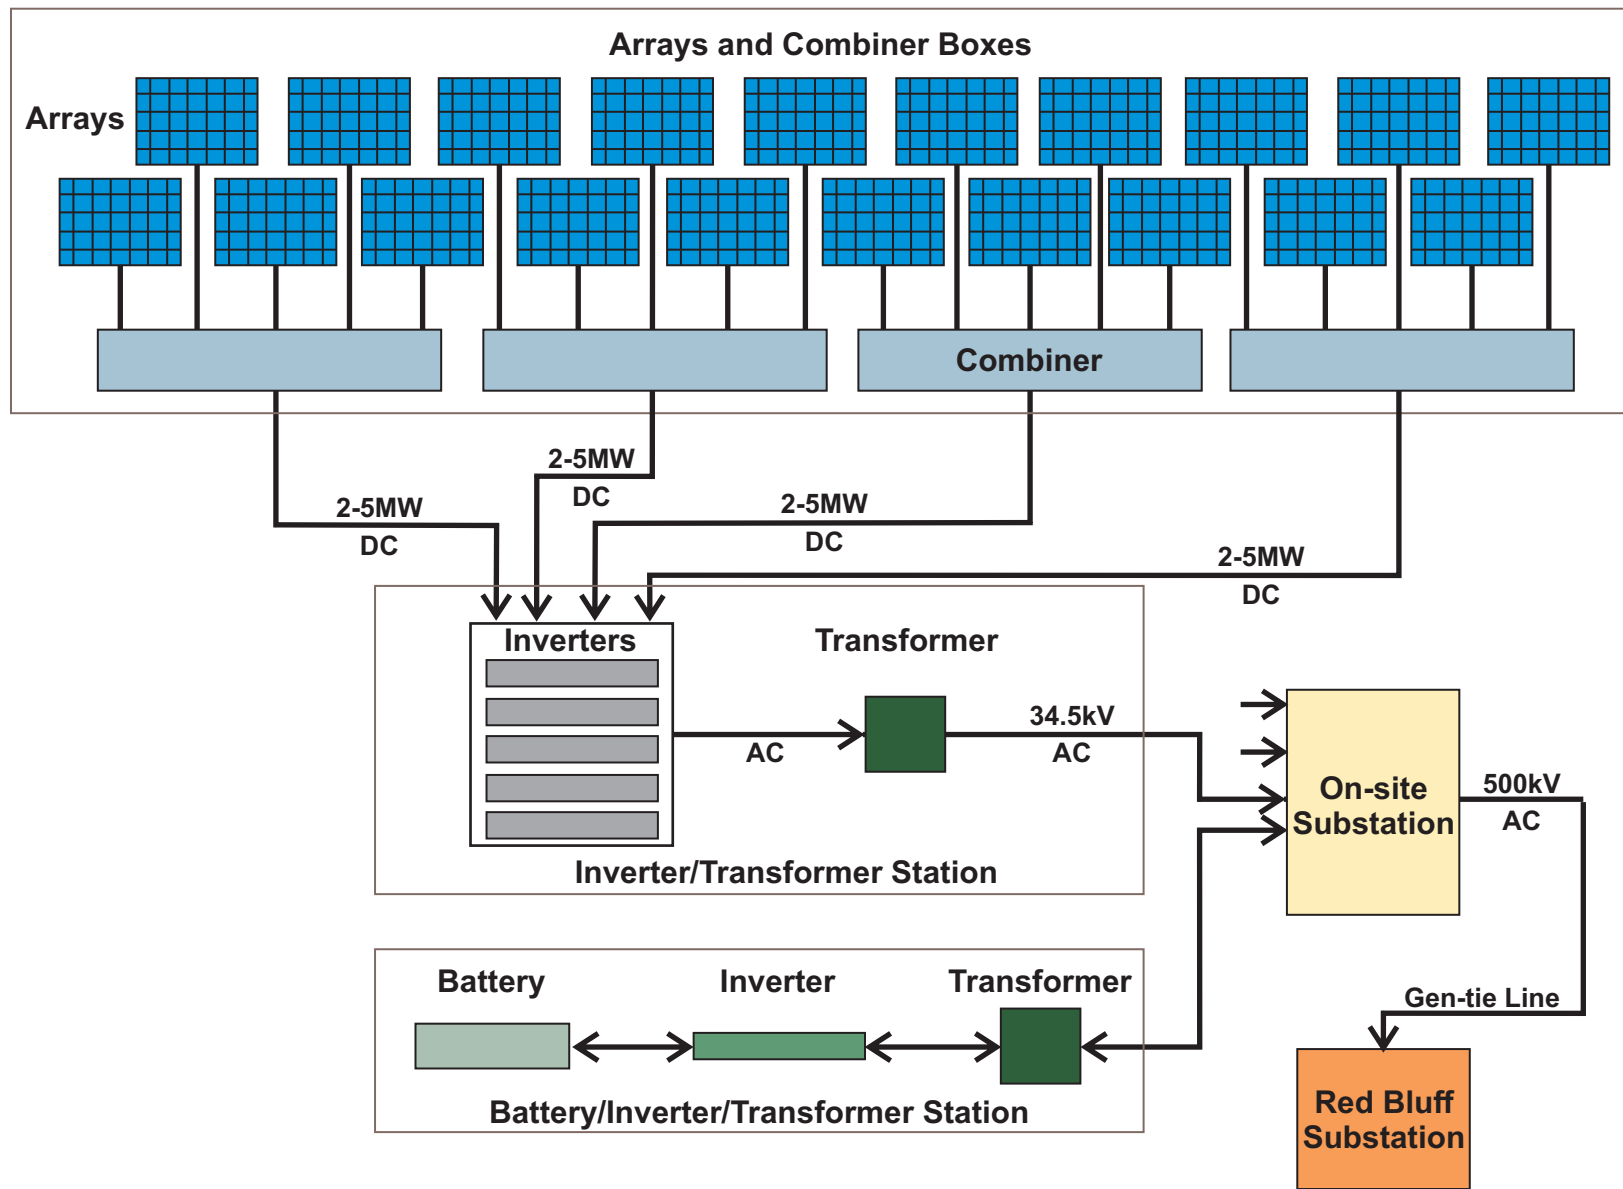 Arrays and Combiner Boxes
Arrays
Combiner
2-5MW
DC
2-5MW
DC
2-5MW
DC
2-5MW
DC
Inverters
Transformer
AC
34.5kV
AC
On-site
Substation
500kV
AC
Inverter/Transformer Station
Battery
Inverter
Transformer
Gen-tie Line
Battery/Inverter/Transformer Station
Red Bluff
Substation